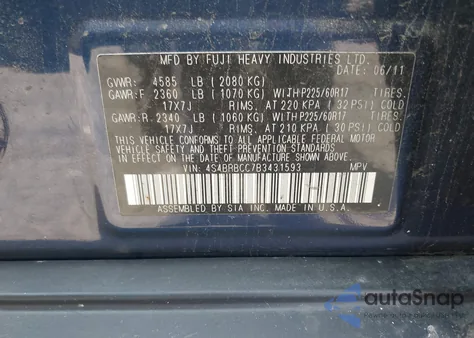 MFD BY FUJI HEAVY INDUSTRIES LTD.
DATE: 06/11
GVWR: 4585 LB (2080 KG)
GAWR:F. 2360 LB (1070 KG) WITH P225/60R17 TIRES.
17X7J RIMS. AT 220 KPA (32 PSI) COLD
GAWR:R. 2340 LB (1060 KG) WITH P225/60R17 TIRES.
17X7J RIMS. AT 210 KPA (30 PSI) COLD
THIS VEHICLE CONFORMS TO ALL APPLICABLE
FEDERAL MOTOR VEHICLE SAFETY
AND THEFT PREVENTION STANDARDS
IN EFFECT ON THE DATE OF MANUFACTURE SHOWN ABOVE.
VIN: 4S4BRBCC7B3431593 MPV
ASSEMBLED BY SIA INC. MADE IN U.S.A.
autoSnap